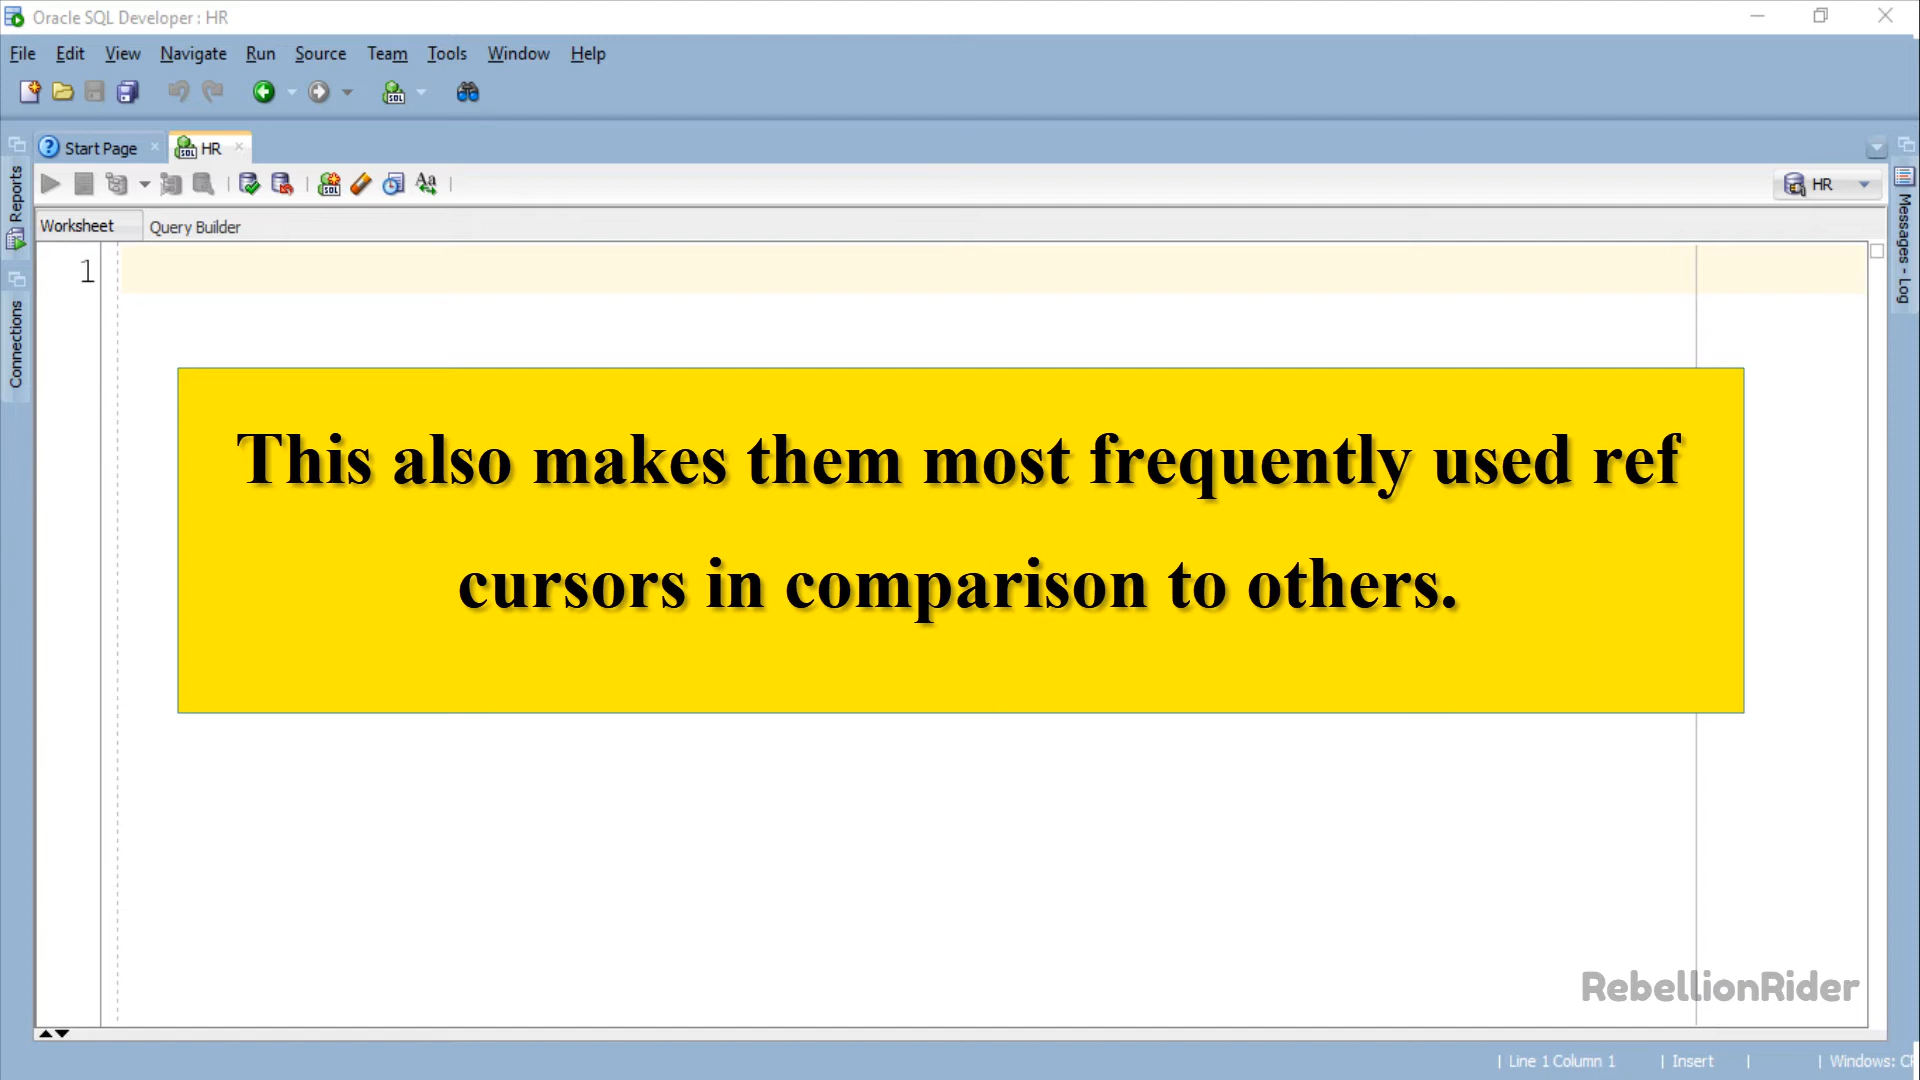 Oracle SQL Developer : HR
File Edit View Navigate Run Source Team Tools Window Help
Start Page HR
HR
Worksheet Query Builder
1
Reports
Connections
Messages - Log
This also makes them most frequently used ref
cursors in comparison to others.
RebellionRider
Line 1 Column 1 Insert Windows: